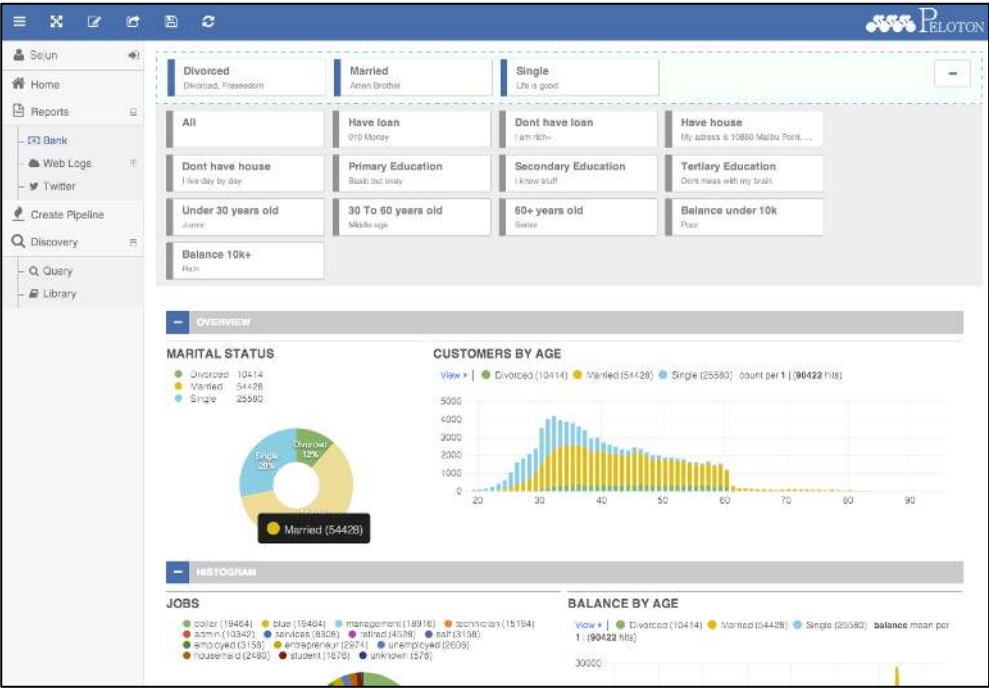 PELOTON
Sejun
Home
Reports
Bank
Web Logs
Twitter
Create Pipeline
Discovery
Query
Library
Divorced
Married
Single
Divorced, Freeedom
Amen Brother
Life is good
All
Have loan
Dont have loan
Have house
010 Money
I am rich~
My adress is 10880 Malibu Point, ...
Dont have house
Primary Education
Secondary Education
Tertiary Education
I live day by day
Basic but okey
I know stuff
Dont mess with my brain
Under 30 years old
30 To 60 years old
60+ years old
Balance under 10k
Junior
Middle age
Senior
Poor
Balance 10k+
Rich
OVERVIEW
MARITAL STATUS
Divorced 10414
Married 54428
Single 25580
Single
28%
Divorced
12%
Married (54428)
CUSTOMERS BY AGE
View ▸ | Divorced (10414) Married (54428) Single (25580) count per 1 | (90422 hits)
5000
4000
3000
2000
1000
0
20 30 40 50 60 70 80 90
HISTOGRAM
JOBS
collar (19464) blue (19464) management (18916) technician (15194)
admin (10342) services (8308) retired (4528) self (3158)
employed (3158) entrepreneur (2974) unemployed (2606)
housemaid (2480) student (1876) unknown (576)
BALANCE BY AGE
View ▸ | Divorced (10414) Married (54428) Single (25580) balance mean per
1 | (90422 hits)
30000